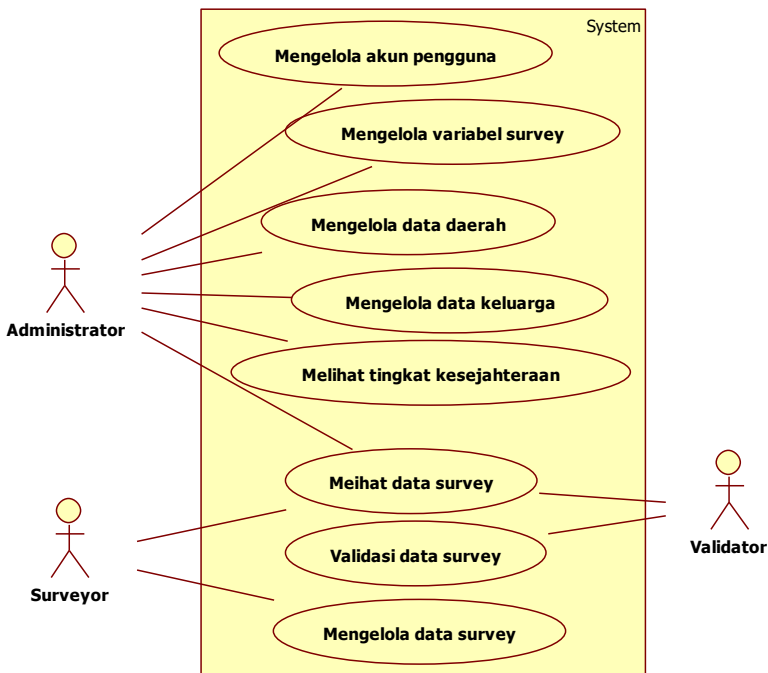 System
Mengelola akun pengguna
Mengelola variabel survey
Mengelola data daerah
Mengelola data keluarga
Administrator
Melihat tingkat kesejahteraan
Meihat data survey
Validasi data survey
Validator
Surveyor
Mengelola data survey